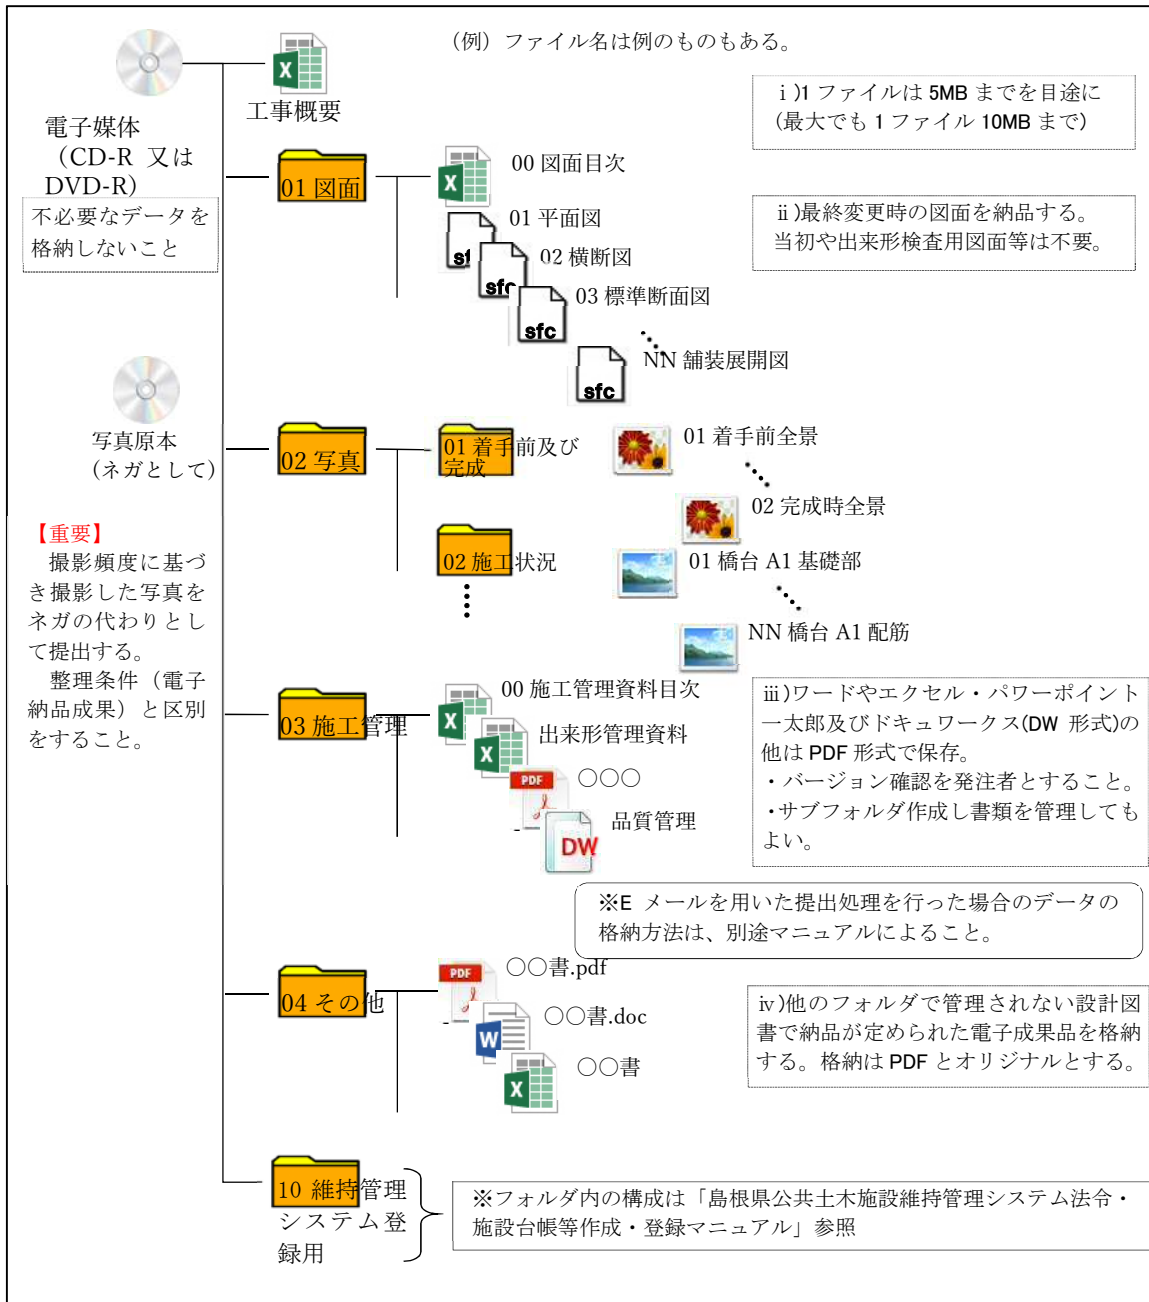 (例)ファイル名は例のものもある。
工事概要
電子媒体
(CD-R 又は
DVD-R)
不必要なデータを
格納しないこと
ⅰ)1 ファイルは 5MB までを目途に
(最大でも 1 ファイル 10MB まで)
01 図面
00 図面目次
01 平面図
sf
02 横断図
sfc
03 標準断面図
sfc
NN 舗装展開図
sfc
ⅱ)最終変更時の図面を納品する。
当初や出来形検査用図面等は不要。
写真原本
(ネガとして)
【重要】
撮影頻度に基づ
き撮影した写真を
ネガの代わりとし
て提出する。
整理条件(電子
納品成果)と区別
をすること。
02 写真
01 着手前及び
完成
01 着手前全景
02 完成時全景
02 施工状況
01 橋台 A1 基礎部
NN 橋台 A1 配筋
03 施工管理
00 施工管理資料目次
出来形管理資料
PDF
○○○
品質管理
DW
ⅲ)ワードやエクセル・パワーポイント
一太郎及びドキュワークス(DW 形式)の
他は PDF 形式で保存。
・バージョン確認を発注者とすること。
・サブフォルダ作成し書類を管理しても
よい。
※E メールを用いた提出処理を行った場合のデータの
格納方法は、別途マニュアルによること。
04 その他
PDF
○○書.pdf
○○書.doc
○○書
ⅳ)他のフォルダで管理されない設計図
書で納品が定められた電子成果品を格納
する。格納は PDF とオリジナルとする。
10 維持管理
システム登
録用
※フォルダ内の構成は「島根県公共土木施設維持管理システム法令・
施設台帳等作成・登録マニュアル」参照